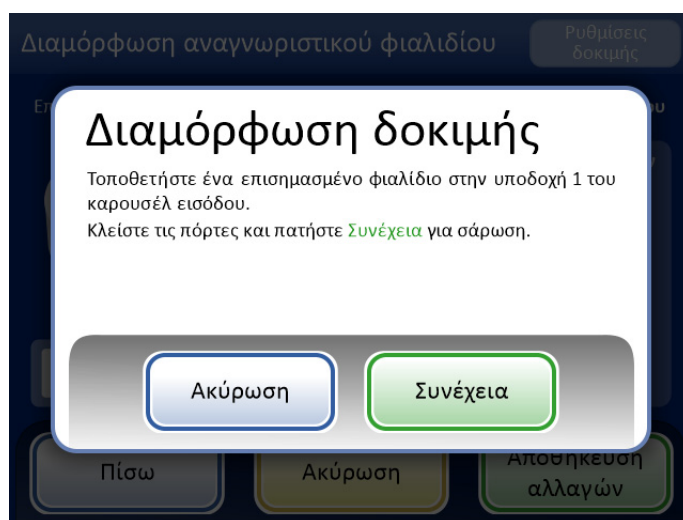 Διαμόρφωση αναγνωριστικού φιαλιδίου
Ρυθμίσεις
δοκιμής
Διαμόρφωση δοκιμής
Τοποθετήστε ένα επισημασμένο φιαλίδιο στην υποδοχή 1 του
καρουσέλ εισόδου.
Κλείστε τις πόρτες και πατήστε Συνέχεια για σάρωση.
Ακύρωση
Συνέχεια
Πίσω
Ακύρωση
Αποθήκευση
αλλαγών